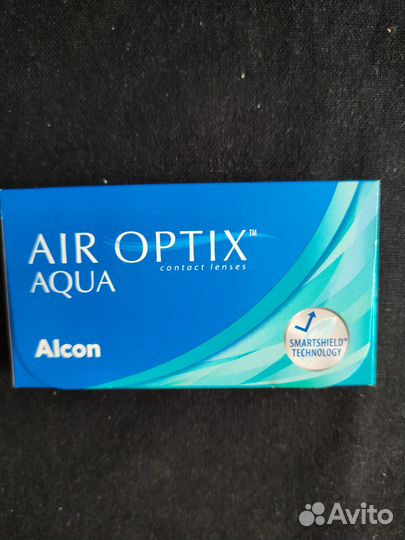 AIR OPTIX™
contact lenses
AQUA
Alcon
SMARTSHIELD™
TECHNOLOGY
Avito